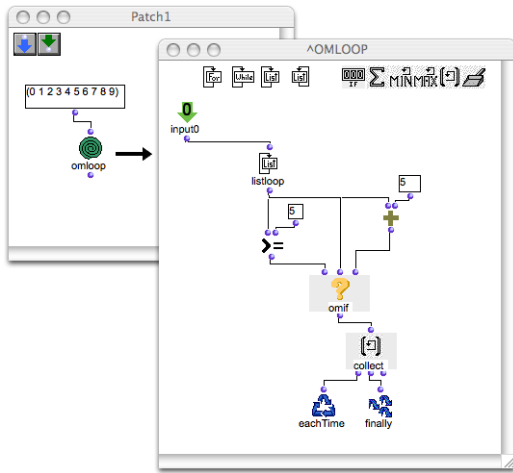 Patch1
(0 1 2 3 4 5 6 7 8 9)
omloop
^OMLOOP
For
While
List
List
000
IF
Σ
MIN
MAX
0
input0
List
listloop
5
5
>=
+
?
omif
collect
eachTime
finally